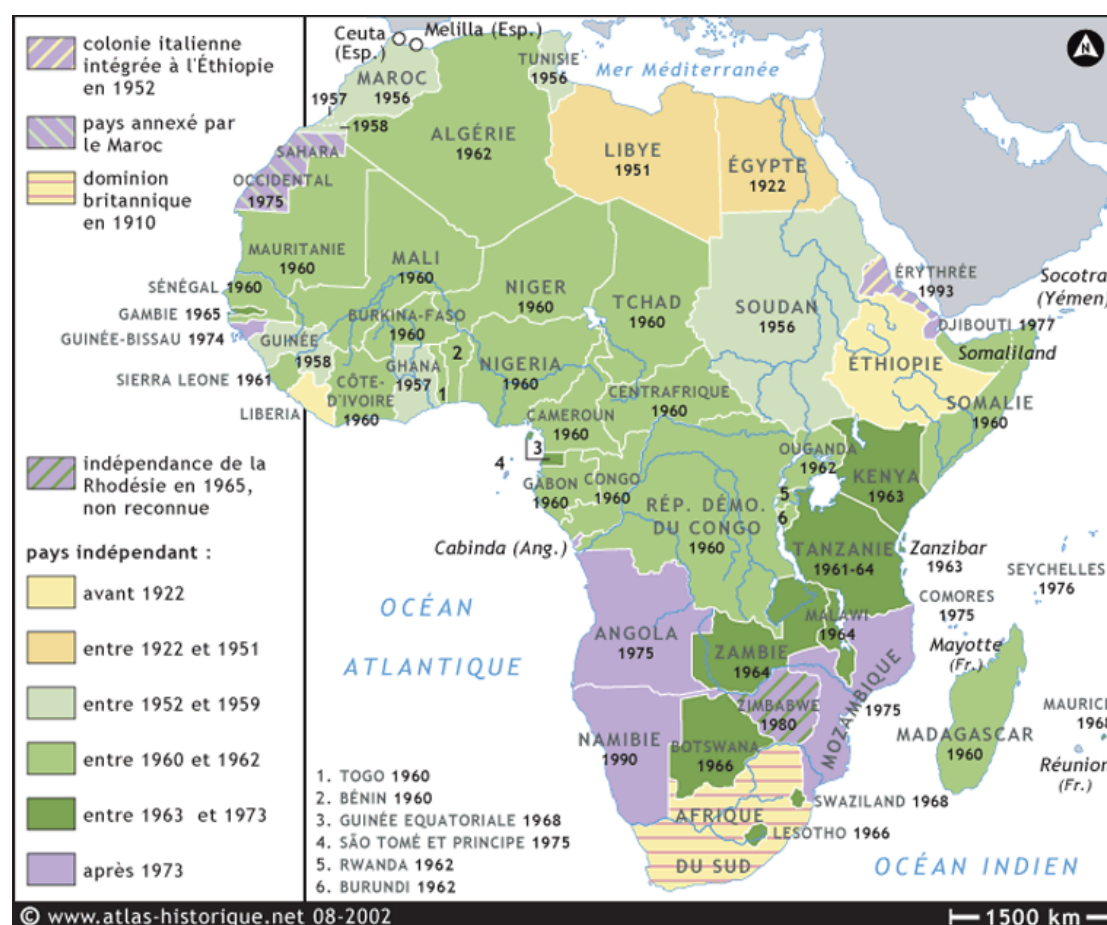 colonie italienne
intégrée à l'Éthiopie
en 1952
pays annexé par
le Maroc
dominion
britannique
en 1910
indépendance de la
Rhodésie en 1965,
non reconnue
pays indépendant :
avant 1922
entre 1922 et 1951
entre 1952 et 1959
entre 1960 et 1962
entre 1963 et 1973
après 1973
Ceuta
(Esp.)
Melilla (Esp.)
N
Mer Méditerranée
MAROC
1956
TUNISIE
1956
1957
1958
ALGÉRIE
1962
LIBYE
1951
ÉGYPTE
1922
SAHARA
OCCIDENTAL
1975
MAURITANIE
1960
MALI
1960
NIGER
1960
TCHAD
1960
SOUDAN
1956
ÉRYTHRÉE
1993
Socotra
(Yémen)
SÉNÉGAL 1960
GAMBIE 1965
GUINÉE-BISSAU 1974
GUINÉE
1958
SIERRA LEONE 1961
LIBERIA
CÔTE-
D'IVOIRE
1960
BURKINA-FASO
1960
GHANA
1957
1
2
NIGERIA
1960
CAMEROUN
1960
CENTRAFRIQUE
1960
DJIBOUTI 1977
Somaliland
ÉTHIOPIE
SOMALIE
1960
3
4
GABON
1960
CONGO
1960
RÉP. DÉMO.
DU CONGO
1960
OUGANDA
1962
KENYA
1963
5
6
TANZANIE
1961-64
Zanzibar
1963
SEYCHELLES
1976
COMORES
1975
Mayotte
(Fr.)
Cabinda (Ang.)
OCÉAN
ATLANTIQUE
ANGOLA
1975
ZAMBIE
1964
MALAWI
1964
MOZAMBIQUE
1975
ZIMBABWE
1980
NAMIBIE
1990
BOTSWANA
1966
MADAGASCAR
1960
MAURICE
1968
Réunion
(Fr.)
AFRIQUE
DU SUD
SWAZILAND 1968
LESOTHO 1966
OCÉAN INDIEN
1. TOGO 1960
2. BÉNIN 1960
3. GUINÉE EQUATORIALE 1968
4. SÃO TOMÉ ET PRINCIPE 1975
5. RWANDA 1962
6. BURUNDI 1962
© www.atlas-historique.net 08-2002
1500 km